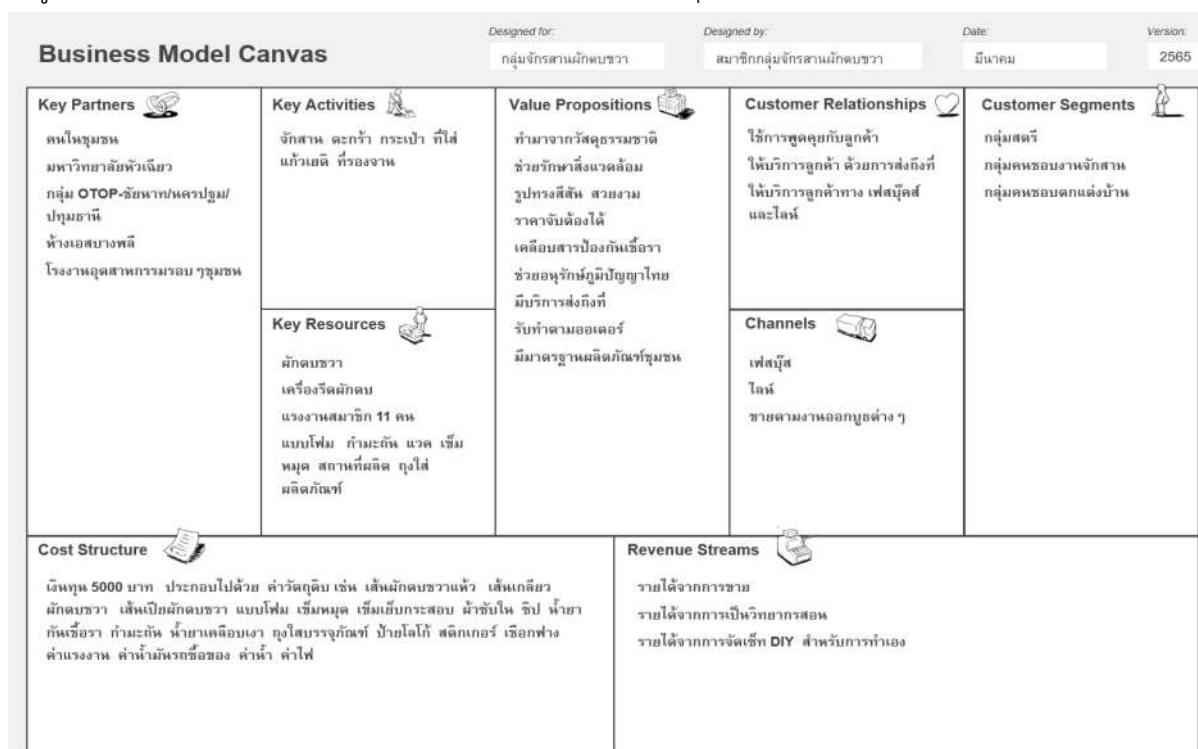 Designed for:
Designed by:
Date:
Version:
Business Model Canvas
กลุ่มจักรสานผักตบชวา
สมาชิกกลุ่มจักรสานผักตบชวา
มีนาคม
2565
Key Partners
คนในชุมชน
มหาวิทยาลัยหัวเฉียว
กลุ่ม OTOP-ชัยนาท/นครปฐม/
ปทุมธานี
ห้างเอสบางพลี
โรงงานอุตสาหกรรมรอบ ๆชุมชน
Key Activities
จักสาน ตะกร้า กระเป๋า ที่ใส่
แก้วเยติ ที่รองจาน
Key Resources
ผักตบชวา
เครื่องรีดผักตบ
แรงงานสมาชิก 11 คน
แบบโฟม กำมะถัน แวค เข็ม
หมุด สถานที่ผลิต ถุงใส่
ผลิตภัณฑ์
Value Propositions
ทำมาจากวัสดุธรรมชาติ
ช่วยรักษาสิ่งแวดล้อม
รูปทรงสีสัน สวยงาม
ราคาจับต้องได้
เคลือบสารป้องกันเชื้อรา
ช่วยอนุรักษ์ภูมิปัญญาไทย
มีบริการส่งถึงที่
รับทำตามออเดอร์
มีมาตรฐานผลิตภัณฑ์ชุมชน
Customer Relationships
ใช้การพูดคุยกับลูกค้า
ให้บริการลูกค้า ด้วยการส่งถึงที่
ให้บริการลูกค้าทาง เฟสบุ๊คส์
และไลน์
Channels
เฟสบุ๊ส
ไลน์
ขายตามงานออกบูธต่าง ๆ
Customer Segments
กลุ่มสตรี
กลุ่มคนชอบงานจักสาน
กลุ่มคนชอบตกแต่งบ้าน
Cost Structure
เงินทุน 5000 บาท ประกอบไปด้วย ค่าวัตถุดิบ เช่น เส้นผักตบชวาแห้ว เส้นเกลียว
ผักตบชวา เส้นเปียผักตบชวา แบบโฟม เข็มหมุด เข็มเย็บกระสอบ ผ้าซับใน ซิป น้ำยา
กันเชื้อรา กำมะถัน น้ำยาเคลือบเงา ถุงใสบรรจุภัณฑ์ ป้ายโลโก้ สติกเกอร์ เชือกฟาง
ค่าแรงงาน ค่าน้ำมันรถซื้อของ ค่าน้ำ ค่าไฟ
Revenue Streams
รายได้จากการขาย
รายได้จากการเป็นวิทยากรสอน
รายได้จากการจัดเซ็ท DIY สำหรับการทำเอง